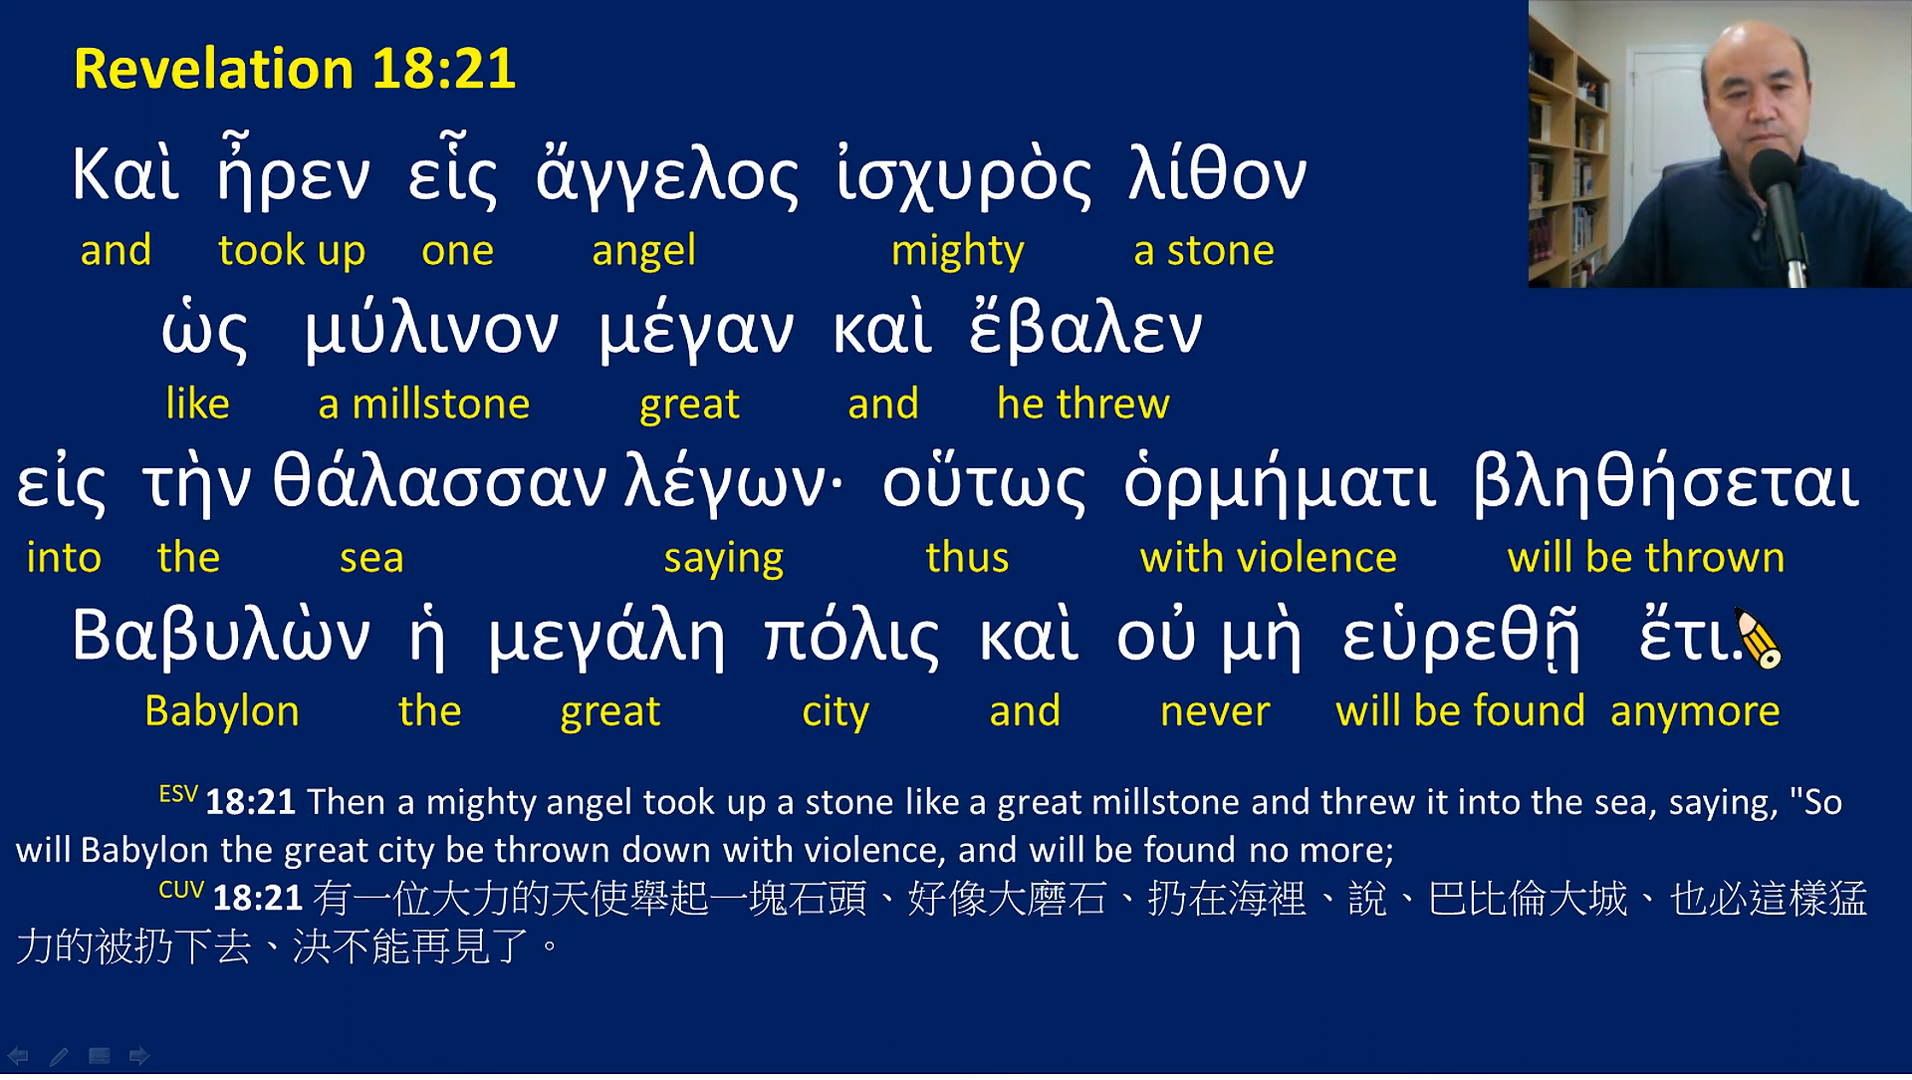 Revelation 18:21
Καὶ ἦρεν εἷς ἄγγελος ἰσχυρὸς λίθον
and took up one angel mighty a stone
ὡς μύλινον μέγαν καὶ ἔβαλεν
like a millstone great and he threw
εἰς τὴν θάλασσαν λέγων· οὕτως ὁρμήματι βληθήσεται
into the sea saying thus with violence will be thrown
Βαβυλὼν ἡ μεγάλη πόλις καὶ οὐ μὴ εὑρεθῇ ἔτι.
Babylon the great city and never will be found anymore
ESV 18:21 Then a mighty angel took up a stone like a great millstone and threw it into the sea, saying, "So
will Babylon the great city be thrown down with violence, and will be found no more;
CUV 18:21 有一位大力的天使舉起一塊石頭、好像大磨石、扔在海裡、說、巴比倫大城、也必這樣猛
力的被扔下去、決不能再見了。